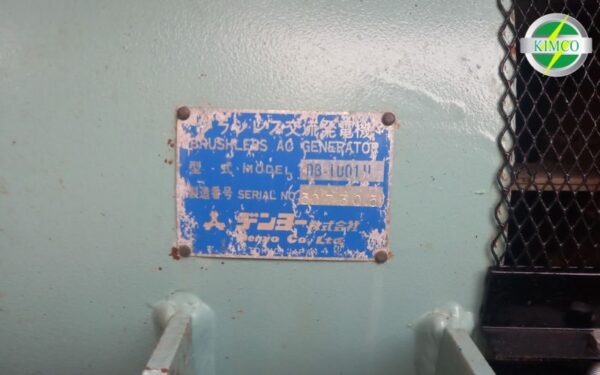 KIMCO
ブラシレス交流発電機
BRUSHLESS AC GENERATOR
型 式 MODEL
製造番号 SERIAL NO.
デンヨー株式会社
Denyo Co., Ltd.